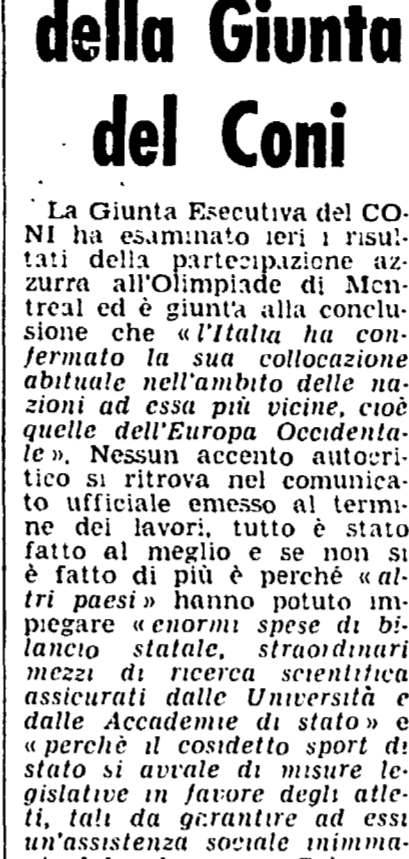 della Giunta
del Coni
La Giunta Esecutiva del CO-
NI ha esaminato ieri i risul-
tati della partecipazione az-
zurra all'Olimpiade di Mon-
treal ed è giunta alla conclu-
sione che «l'Italia ha con-
fermato la sua collocazione
abituale nell'ambito delle na-
zioni ad essa più vicine, cioè
quelle dell'Europa Occidenta-
le». Nessun accento autocri-
tico si ritrova nel comunica-
to ufficiale emesso al termi-
ne dei lavori, tutto è stato
fatto al meglio e se non si
è fatto di più è perché «al-
tri paesi» hanno potuto im-
piegare «enormi spese di bi-
lancio statale, straordinari
mezzi di ricerca scientifica
assicurati dalle Università e
dalle Accademie di stato» e
«perchè il cosidetto sport di
stato si avvale di misure le-
gislative in favore degli atle-
ti, tali da garantire ad essi
un'assistenza sociale inimma-